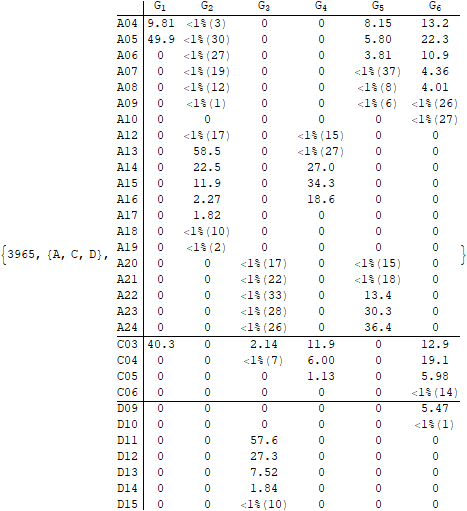 G1 G2 G3 G4 G5 G6
A04 9.81 <1%(3) 0 0 8.15 13.2
A05 49.9 <1%(30) 0 0 5.80 22.3
A06 0 <1%(27) 0 0 3.81 10.9
A07 0 <1%(19) 0 0 <1%(37) 4.36
A08 0 <1%(12) 0 0 <1%(8) 4.01
A09 0 <1%(1) 0 0 <1%(6) <1%(26)
A10 0 0 0 0 0 <1%(27)
A12 0 <1%(17) 0 <1%(15) 0 0
A13 0 58.5 0 <1%(27) 0 0
A14 0 22.5 0 27.0 0 0
A15 0 11.9 0 34.3 0 0
A16 0 2.27 0 18.6 0 0
A17 0 1.82 0 0 0 0
A18 0 <1%(10) 0 0 0 0
A19 0 <1%(2) 0 0 0 0
{3965, {A, C, D}, A20 0 0 <1%(17) 0 <1%(15) 0 }
A21 0 0 <1%(22) 0 <1%(18) 0
A22 0 0 <1%(33) 0 13.4 0
A23 0 0 <1%(28) 0 30.3 0
A24 0 0 <1%(26) 0 36.4 0
C03 40.3 0 2.14 11.9 0 12.9
C04 0 0 <1%(7) 6.00 0 19.1
C05 0 0 0 1.13 0 5.98
C06 0 0 0 0 0 <1%(14)
D09 0 0 0 0 0 5.47
D10 0 0 0 0 0 <1%(1)
D11 0 0 57.6 0 0 0
D12 0 0 27.3 0 0 0
D13 0 0 7.52 0 0 0
D14 0 0 1.84 0 0 0
D15 0 0 <1%(10) 0 0 0